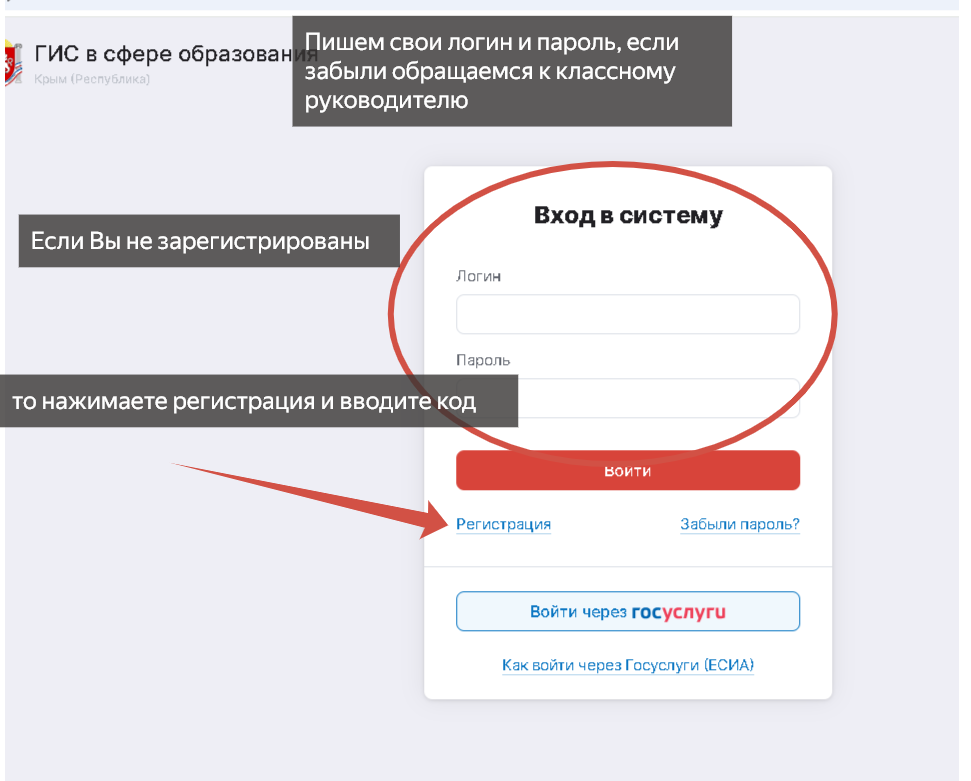 ГИС в сфере образования
Крым (Республика)
Пишем свои логин и пароль, если
забыли обращаемся к классному
руководителю
Вход в систему
Если Вы не зарегистрированы
Логин
Пароль
то нажимаете регистрация и вводите код
Войти
Регистрация
Забыли пароль?
Войти через госуслуги
Как войти через Госуслуги (ЕСИА)